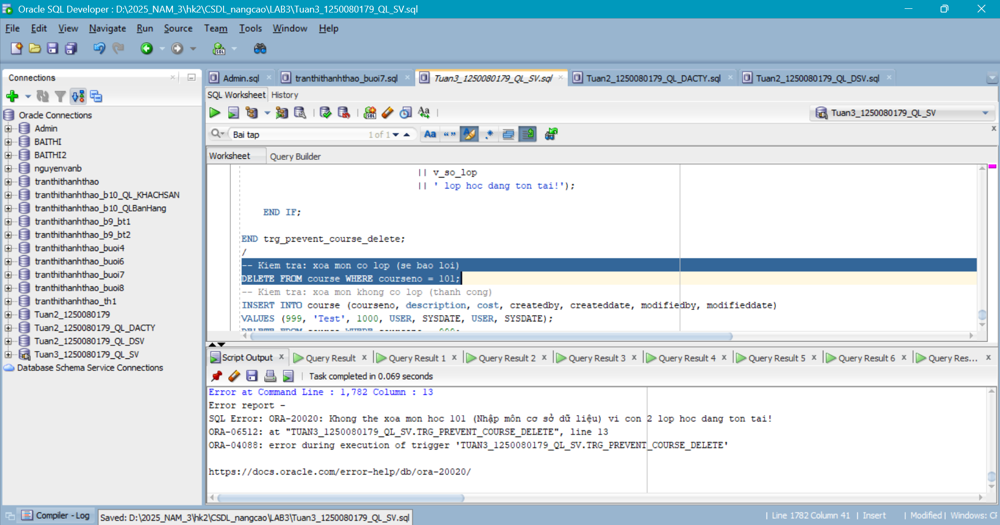 Oracle SQL Developer : D:\2025_NAM_3\hk2\CSDL_nangcao\LAB3\Tuan3_1250080179_QL_SV.sql
File Edit View Navigate Run Source Team Tools Window Help
Connections
Oracle Connections
Admin
BAITHI
BAITHI2
nguyenvanb
tranthithanhthao
tranthithanhthao_b10_QL_KHACHSAN
tranthithanhthao_b10_QLBanHang
tranthithanhthao_b9_bt1
tranthithanhthao_b9_bt2
tranthithanhthao_buoi4
tranthithanhthao_buoi6
tranthithanhthao_buoi7
tranthithanhthao_buoi8
tranthithanhthao_th1
Tuan2_1250080179
Tuan2_1250080179_QL_DACTY
Tuan2_1250080179_QL_DSV
Tuan3_1250080179_QL_SV
Database Schema Service Connections
Admin.sql tranthithanhthao_buoi7.sql Tuan3_1250080179_QL_SV.sql Tuan2_1250080179_QL_DACTY.sql Tuan2_1250080179_QL_DSV.sql
SQL Worksheet History
Tuan3_1250080179_QL_SV
Bai tap 1 of 1
Worksheet Query Builder
|| v_so_lop
|| ' lop hoc dang ton tai!');
END IF;
END trg_prevent_course_delete;
/
-- Kiem tra: xoa mon co lop (se bao loi)
DELETE FROM course WHERE courseno = 101;
-- Kiem tra: xoa mon khong co lop (thanh cong)
INSERT INTO course (courseno, description, cost, createdby, createddate, modifiedby, modifieddate)
VALUES (999, 'Test', 1000, USER, SYSDATE, USER, SYSDATE);
DELETE FROM course WHERE courseno = 999;
Script Output Query Result Query Result 1 Query Result 2 Query Result 3 Query Result 4 Query Result 5 Query Result 6 Query Res...
Task completed in 0.069 seconds
Error at Command Line : 1,782 Column : 13
Error report -
SQL Error: ORA-20020: Khong the xoa mon hoc 101 (Nhập môn cơ sở dữ liệu) vi con 2 lop hoc dang ton tai!
ORA-06512: at "TUAN3_1250080179_QL_SV.TRG_PREVENT_COURSE_DELETE", line 13
ORA-04088: error during execution of trigger 'TUAN3_1250080179_QL_SV.TRG_PREVENT_COURSE_DELETE'
https://docs.oracle.com/error-help/db/ora-20020/
Compiler - Log
Saved: D:\2025_NAM_3\hk2\CSDL_nangcao\LAB3\Tuan3_1250080179_QL_SV.sql
| Line 1782 Column 41 | Insert | Modified | Windows: